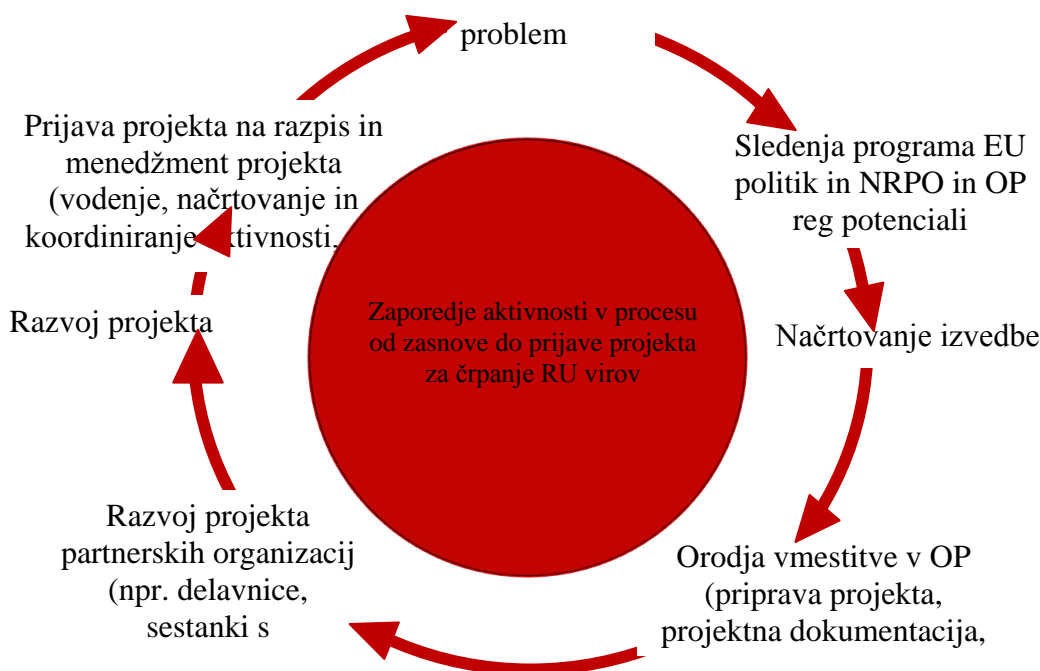 problem
Sledenja programa EU
politik in NRPO in OP
reg potenciali
Načrtovanje izvedbe
Orodja vmestitve v OP
(priprava projekta,
projektna dokumentacija,
Razvoj projekta
partnerskih organizacij
(npr. delavnice,
sestanki s
Razvoj projekta
Prijava projekta na razpis in
menedžment projekta
(vodenje, načrtovanje in
koordiniranje aktivnosti,
Zaporedje aktivnosti v procesu
od zasnove do prijave projekta
za črpanje RU virov